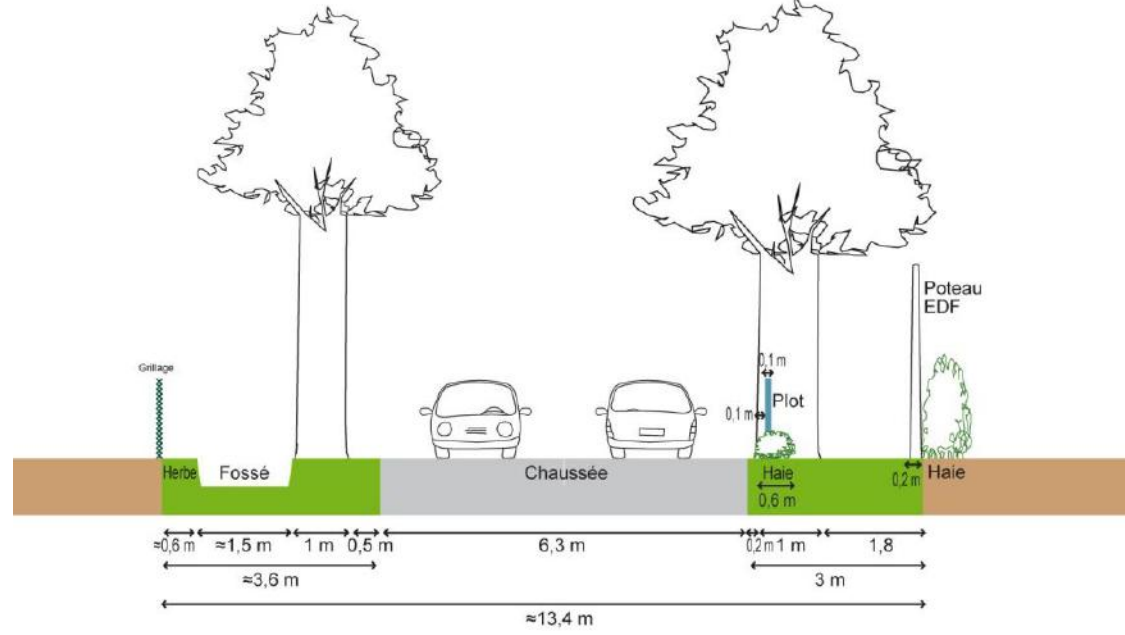 Poteau
EDF
0,1 m
Grillage
0,1 m
Plot
Herbe
Fossé
Chaussée
Haie
0,2 m
Haie
0,6 m
≈0,6 m
≈1,5 m
1 m
0,5 m
6,3 m
0,2 m
1 m
1,8
≈3,6 m
3 m
≈13,4 m